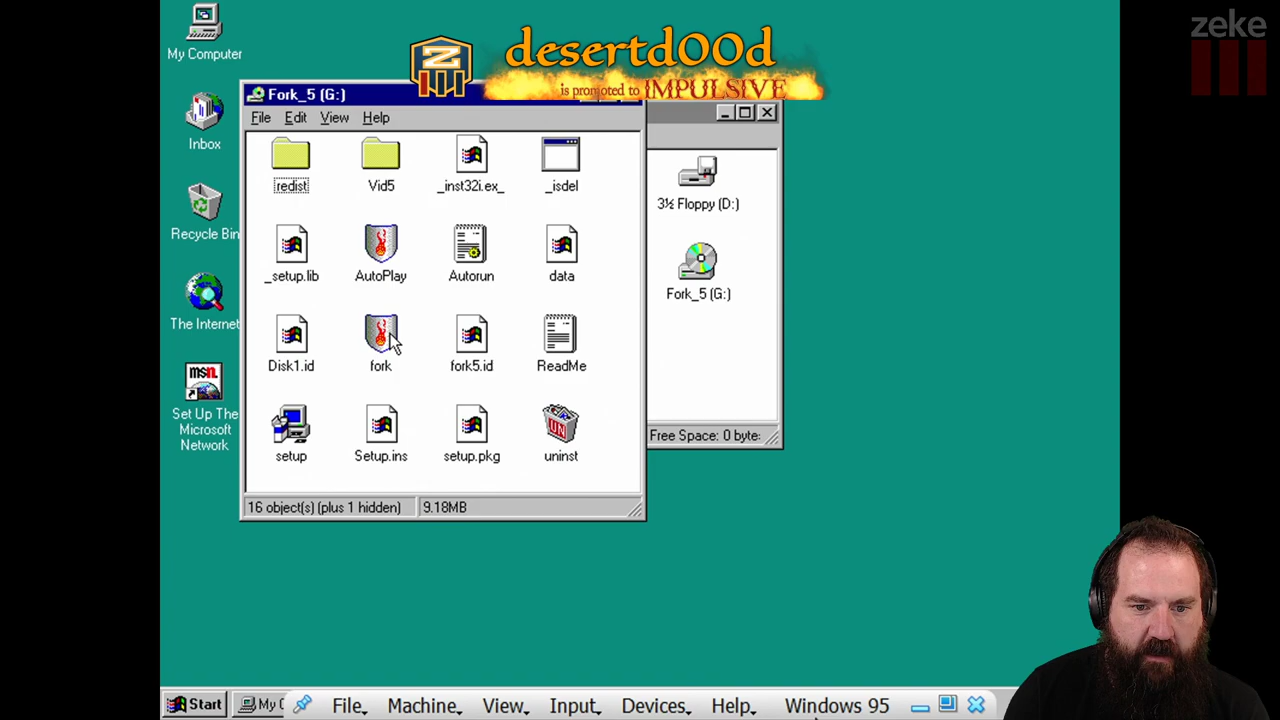 zeke
My Computer
desertd00d
is promoted to IMPULSIVE
Fork_5 (G:)
File Edit View Help
Inbox
redist Vid5 _inst32i.ex_ _isdel
3½ Floppy (D:)
Recycle Bin
_setup.lib AutoPlay Autorun data
Fork_5 (G:)
The Internet
Disk1.id fork fork5.id ReadMe
msn.
Set Up The
Microsoft
Network
UN
setup Setup.ins setup.pkg uninst
Free Space: 0 byte:
16 object(s) (plus 1 hidden) 9.18MB
Start My C File Machine View Input Devices Help Windows 95